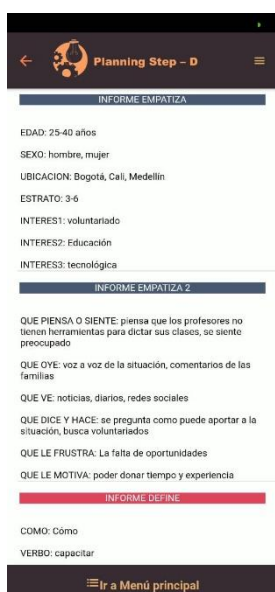 Planning Step – D
INFORME EMPATIZA
EDAD: 25-40 años
SEXO: hombre, mujer
UBICACION: Bogotá, Cali, Medellín
ESTRATO: 3-6
INTERES1: voluntariado
INTERES2: Educación
INTERES3: tecnológica
INFORME EMPATIZA 2
QUE PIENSA O SIENTE: piensa que los profesores no
tienen herramientas para dictar sus clases, se siente
preocupado
QUE OYE: voz a voz de la situación, comentarios de las
familias
QUE VE: noticias, diarios, redes sociales
QUE DICE Y HACE: se pregunta como puede aportar a la
situación, busca voluntariados
QUE LE FRUSTRA: La falta de oportunidades
QUE LE MOTIVA: poder donar tiempo y experiencia
INFORME DEFINE
COMO: Cómo
VERBO: capacitar
Ir a Menú principal